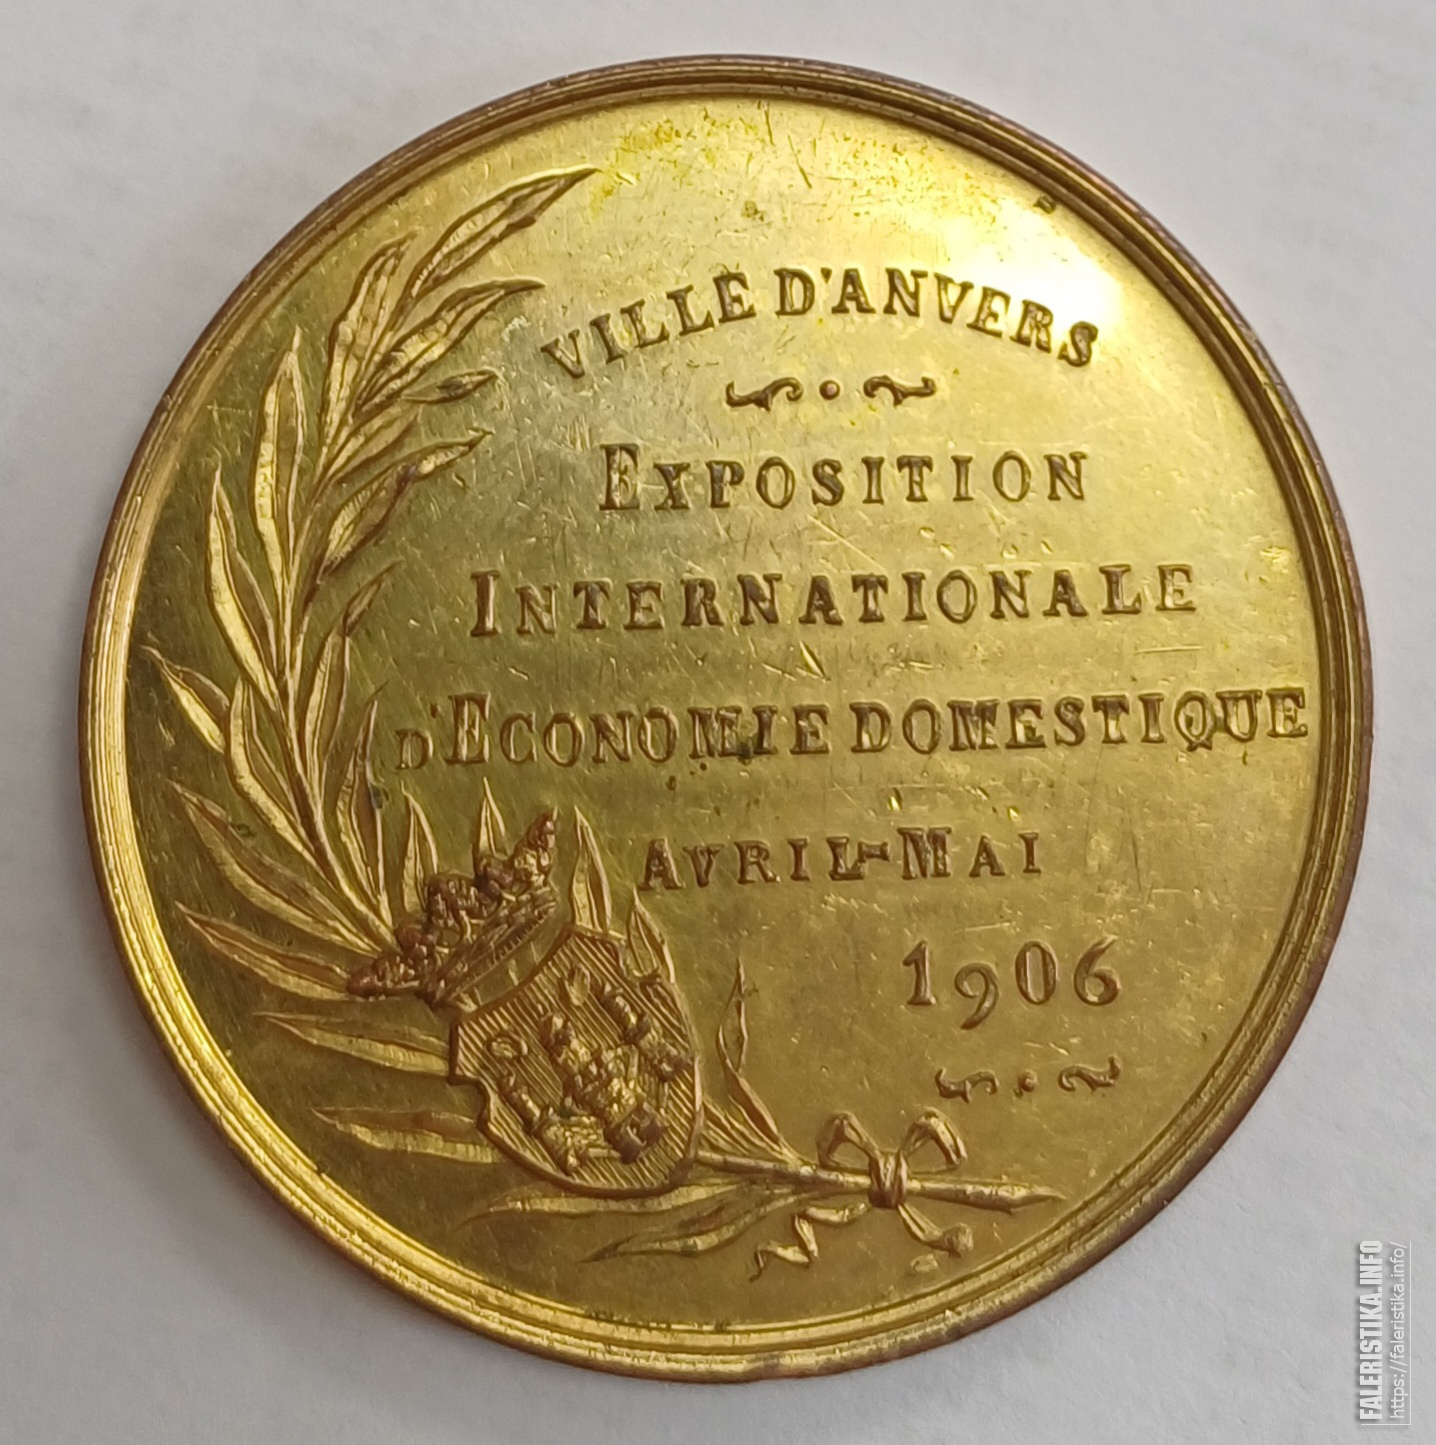 VILLE D'ANVERS
EXPOSITION
INTERNATIONALE
D'ECONOMIE DOMESTIQUE
AVRIL-MAI
1906
FALERISTIKA.INFO
https://faleristika.info/